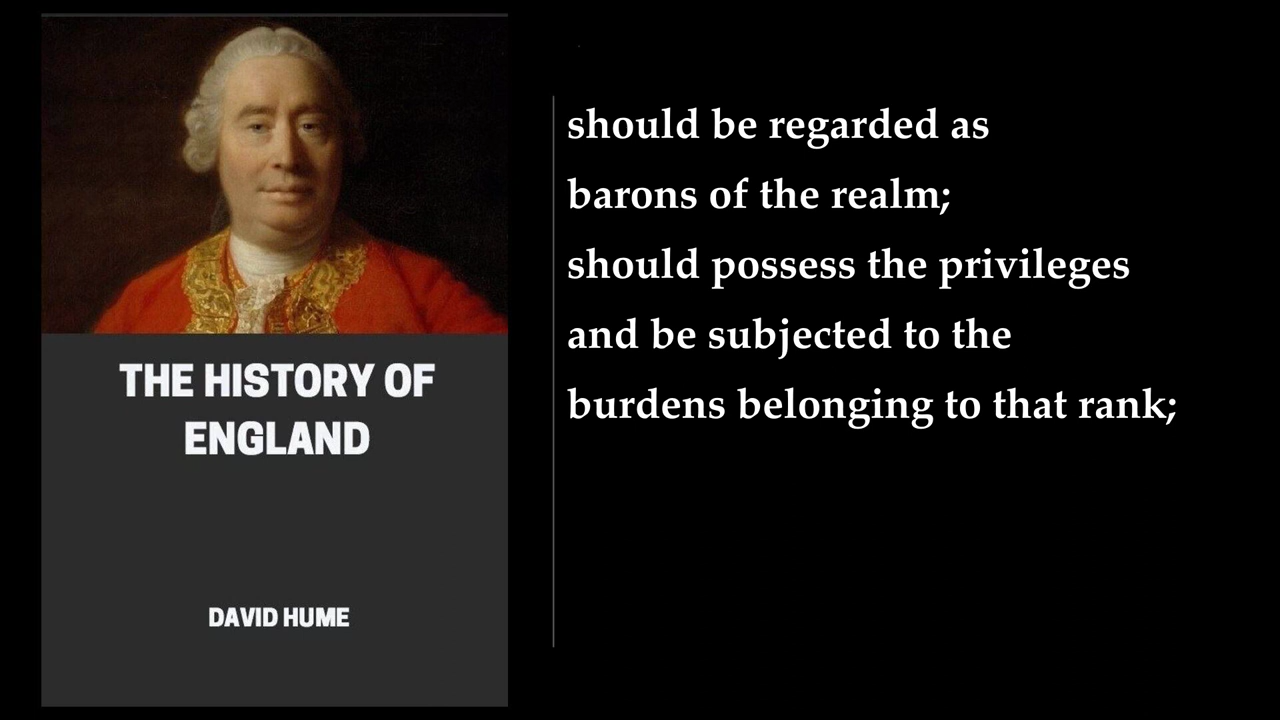 THE HISTORY OF
ENGLAND
DAVID HUME
should be regarded as
barons of the realm;
should possess the privileges
and be subjected to the
burdens belonging to that rank;